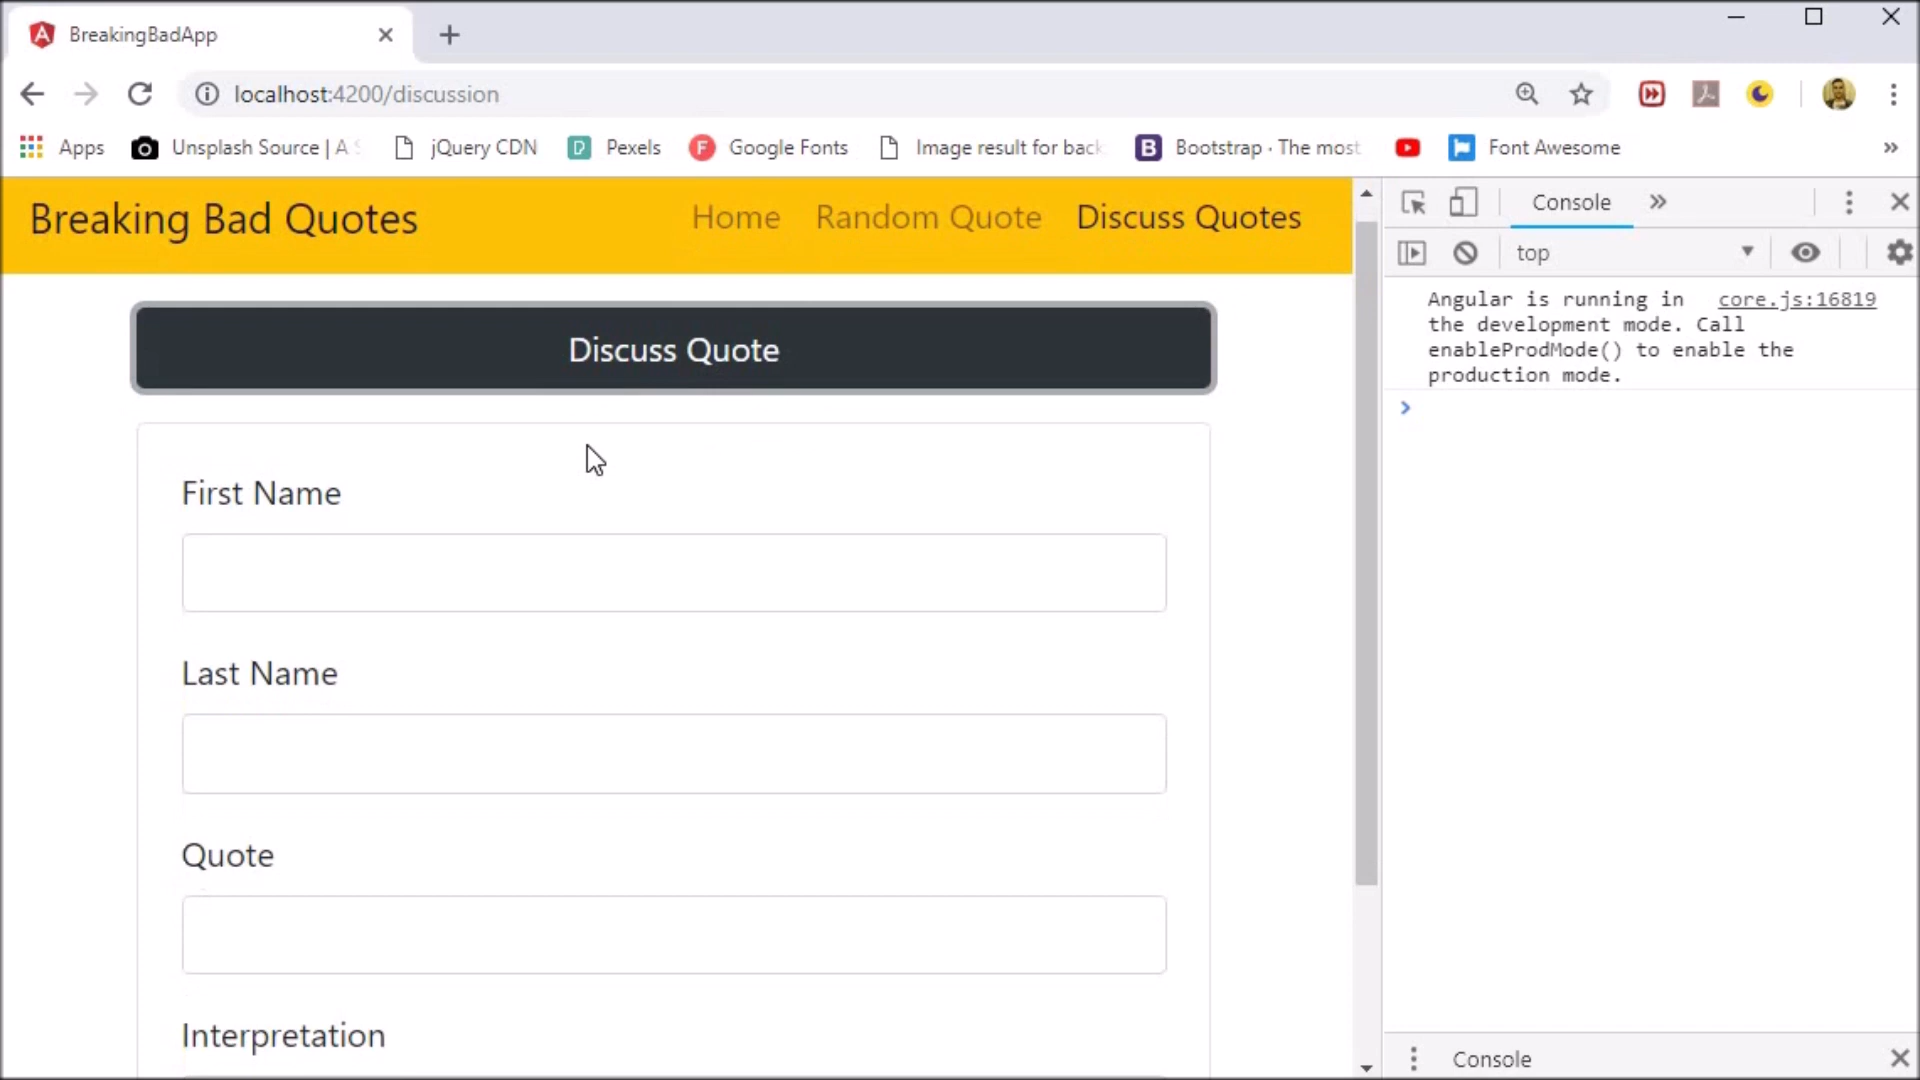 BreakingBadApp
localhost:4200/discussion
Apps
Unsplash Source | A S
jQuery CDN
P
Pexels
F
Google Fonts
Image result for back
B
Bootstrap · The most
Font Awesome
»
Breaking Bad Quotes
Home
Random Quote
Discuss Quotes
Console
»
top
Discuss Quote
Angular is running in core.js:16819
the development mode. Call
enableProdMode() to enable the
production mode.
First Name
Last Name
Quote
Interpretation
Console